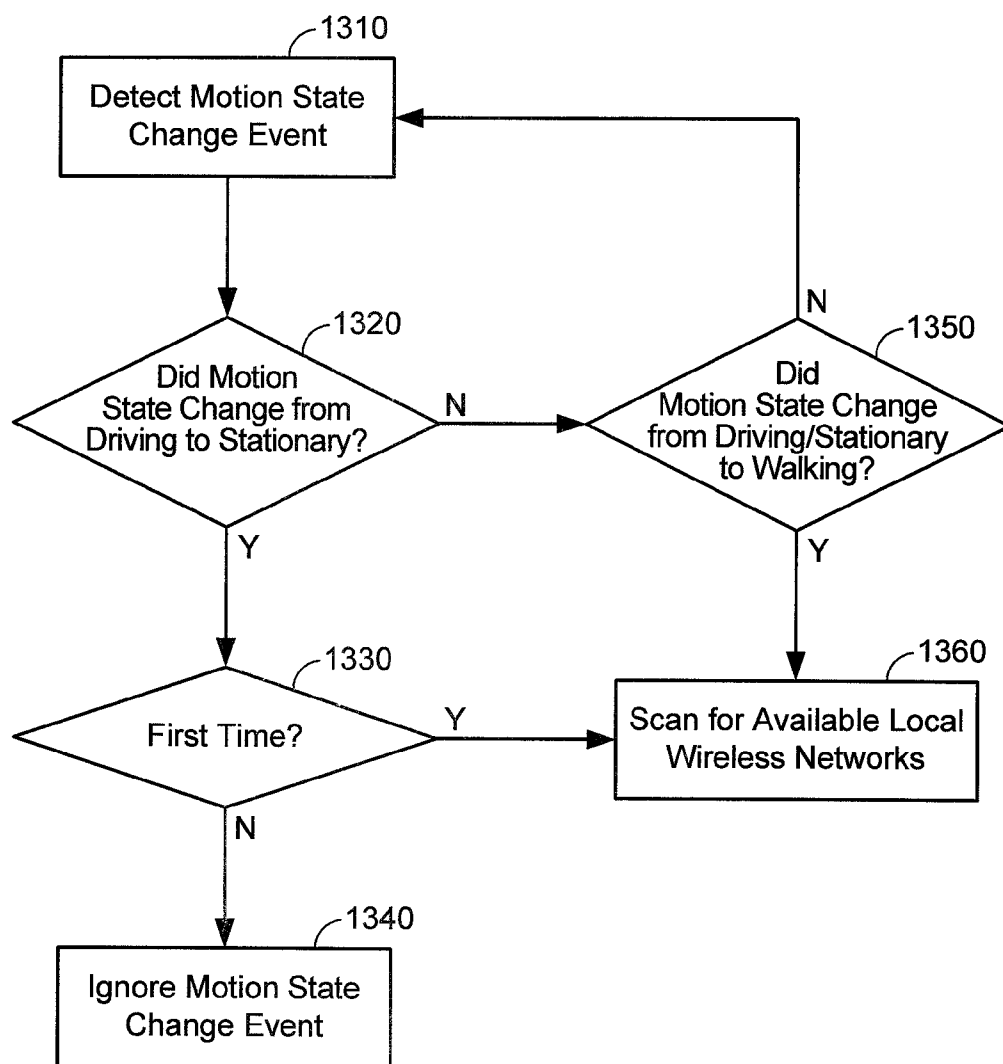 1310
Detect Motion State
Change Event
1320
Did Motion
State Change from
Driving to Stationary?
N
Y
N
1350
Did
Motion State Change
from Driving/Stationary
to Walking?
Y
1330
First Time?
Y
N
1360
Scan for Available Local
Wireless Networks
1340
Ignore Motion State
Change Event